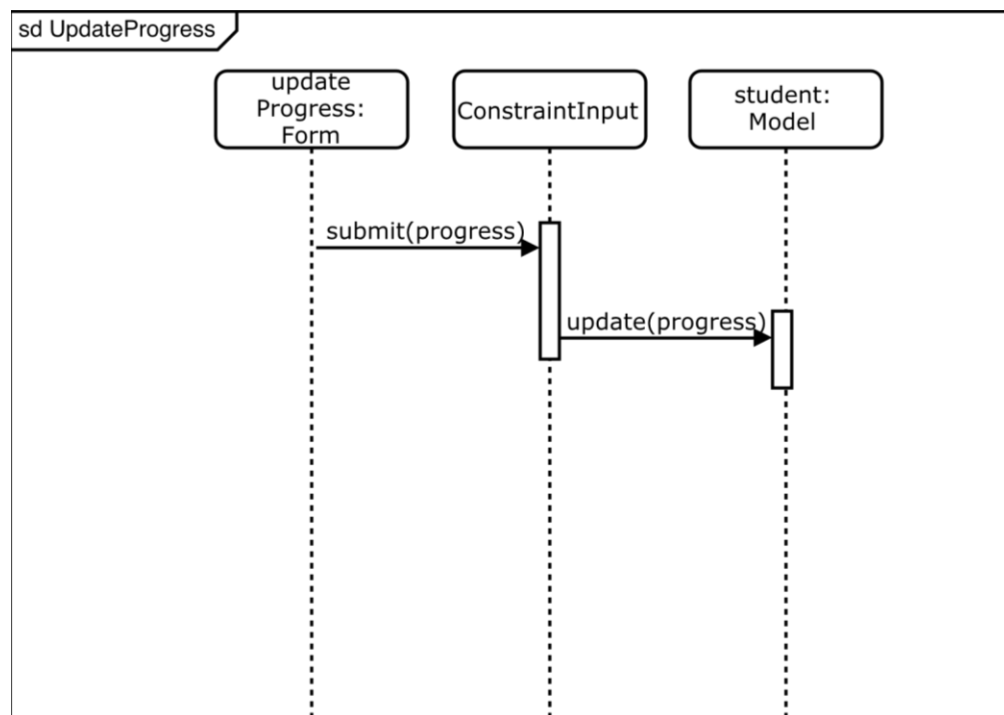 sd UpdateProgress
update
Progress:
Form
ConstraintInput
student:
Model
submit(progress)
update(progress)